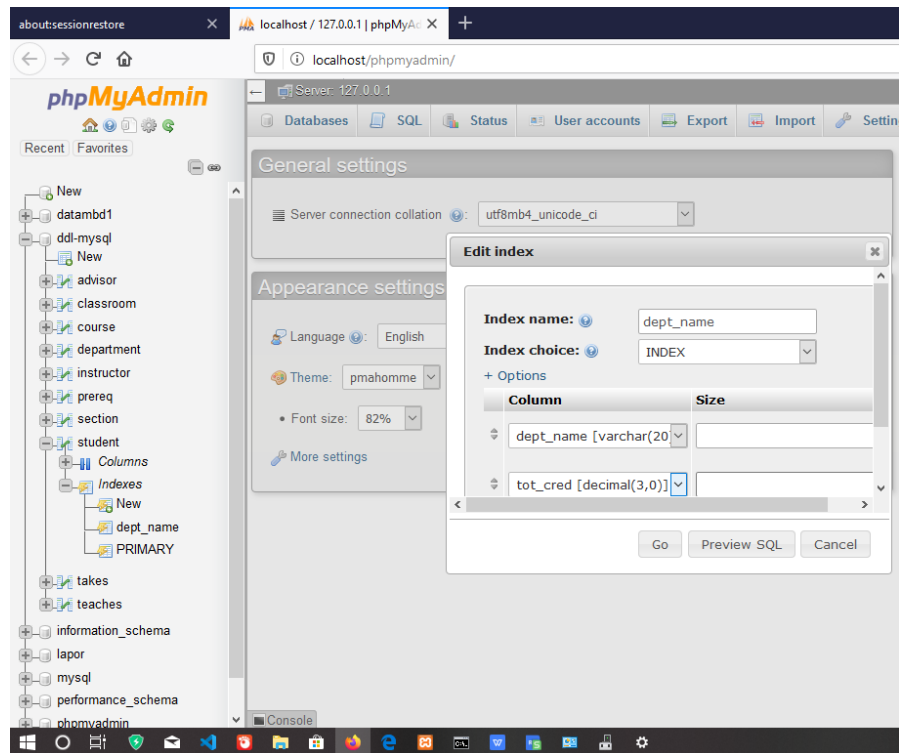 about:sessionrestore
localhost / 127.0.0.1 | phpMyAd
localhost/phpmyadmin/
phpMyAdmin
Recent Favorites
New
datambd1
ddl-mysql
New
advisor
classroom
course
department
instructor
prereq
section
student
Columns
Indexes
New
dept_name
PRIMARY
takes
teaches
information_schema
lapor
mysql
performance_schema
phpmyadmin
Server: 127.0.0.1
Databases SQL Status User accounts Export Import Settin
General settings
Server connection collation : utf8mb4_unicode_ci
Appearance settings
Language : English
Theme: pmahomme
• Font size: 82%
More settings
Edit index
Index name: dept_name
Index choice: INDEX
+ Options
Column Size
dept_name [varchar(20
tot_cred [decimal(3,0)]
Go Preview SQL Cancel
Console